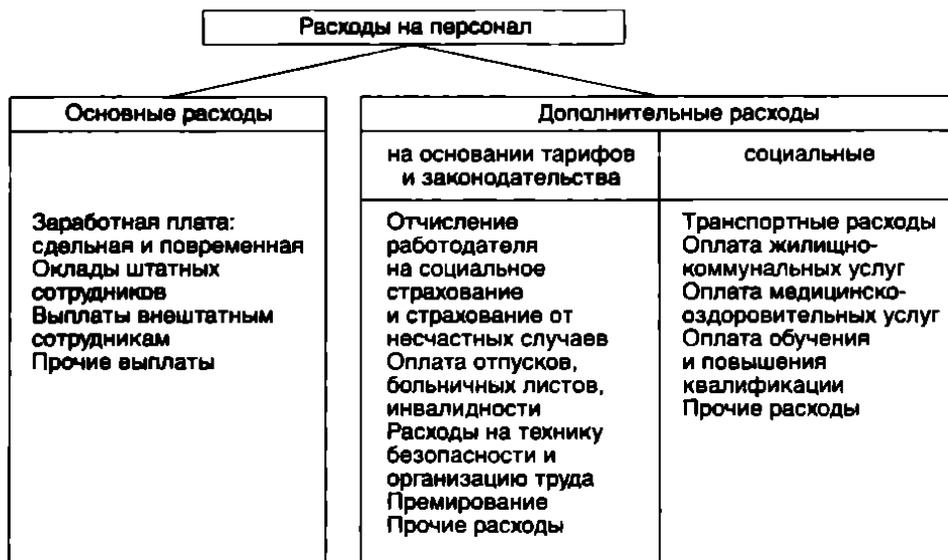 Расходы на персонал
Основные расходы
Заработная плата:
сдельная и повременная
Оклады штатных
сотрудников
Выплаты внештатным
сотрудникам
Прочие выплаты
Дополнительные расходы
на основании тарифов
и законодательства
Отчисление
работодателя
на социальное
страхование
и страхование от
несчастных случаев
Оплата отпусков,
больничных листов,
инвалидности
Расходы на технику
безопасности и
организацию труда
Премирование
Прочие расходы
социальные
Транспортные расходы
Оплата жилищно-
коммунальных услуг
Оплата медицинско-
оздоровительных услуг
Оплата обучения
и повышения
квалификации
Прочие расходы